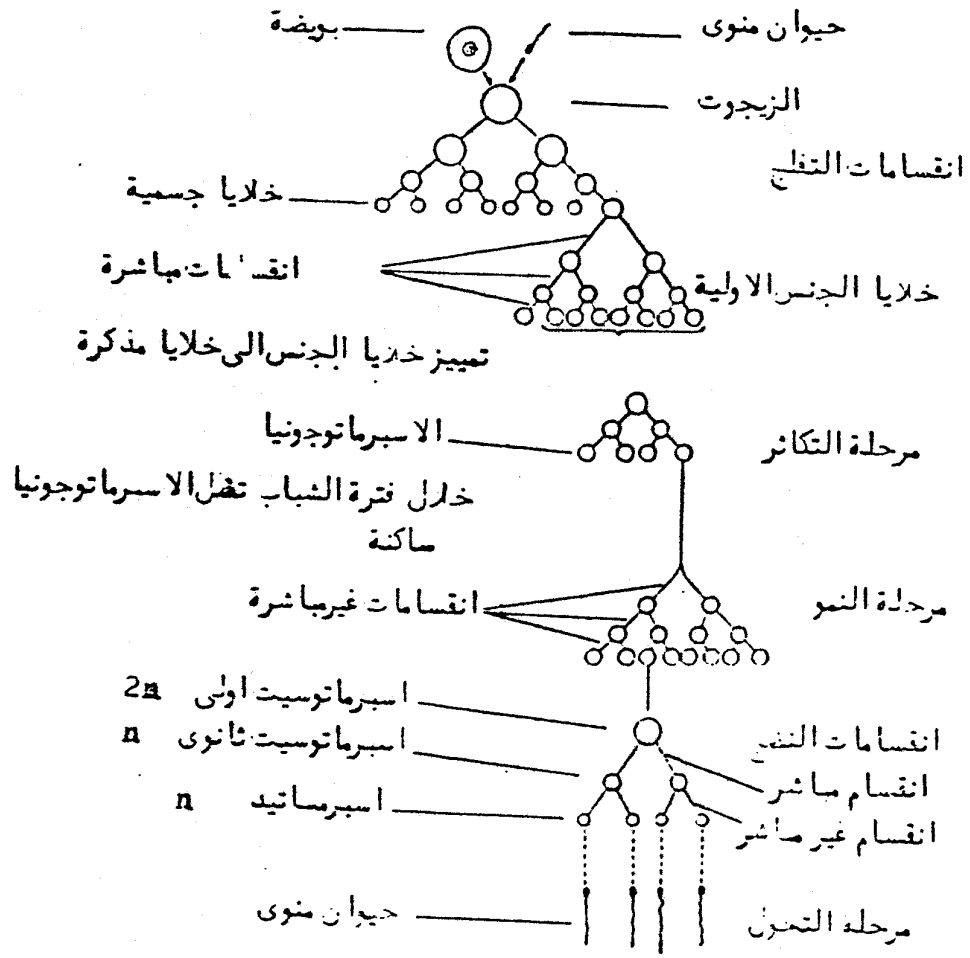 حيوان منوى
بويضة
الزيجوت
انقسامات التفلج
خلايا جسمية
انقسامات مباشرة
خلايا الجنس الاولية
تمييز خلايا الجنس الى خلايا مذكرة
الاسبرماتوجونيا
مرحلة التكاثر
خلال فترة الشباب تظل الاسبرماتوجونيا
ساكنة
انقسامات غير مباشرة
مرحلة النمو
اسبرماتوسيت اولى 2n
انقسامات النضج
اسبرماتوسيت ثانوى n
انقسام مباشر
اسبرماتيد n
انقسام غير مباشر
حيوان منوى
مرحلة التحول